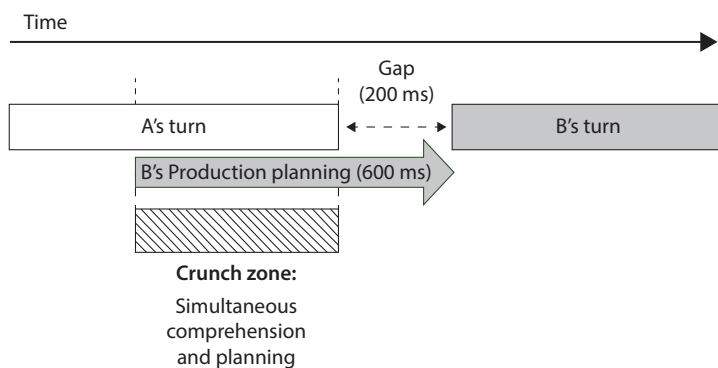 Time
Gap
(200 ms)
A's turn
B's turn
B's Production planning (600 ms)
Crunch zone:
Simultaneous
comprehension
and planning